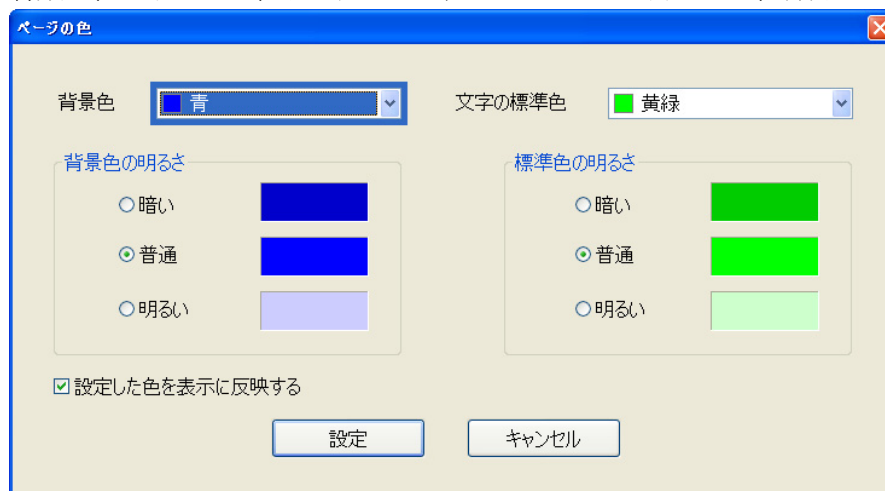 ページの色
背景色 青 文字の標準色 黄緑
背景色の明るさ 標準色の明るさ
暗い 暗い
普通 普通
明るい 明るい
設定した色を表示に反映する
設定 キャンセル